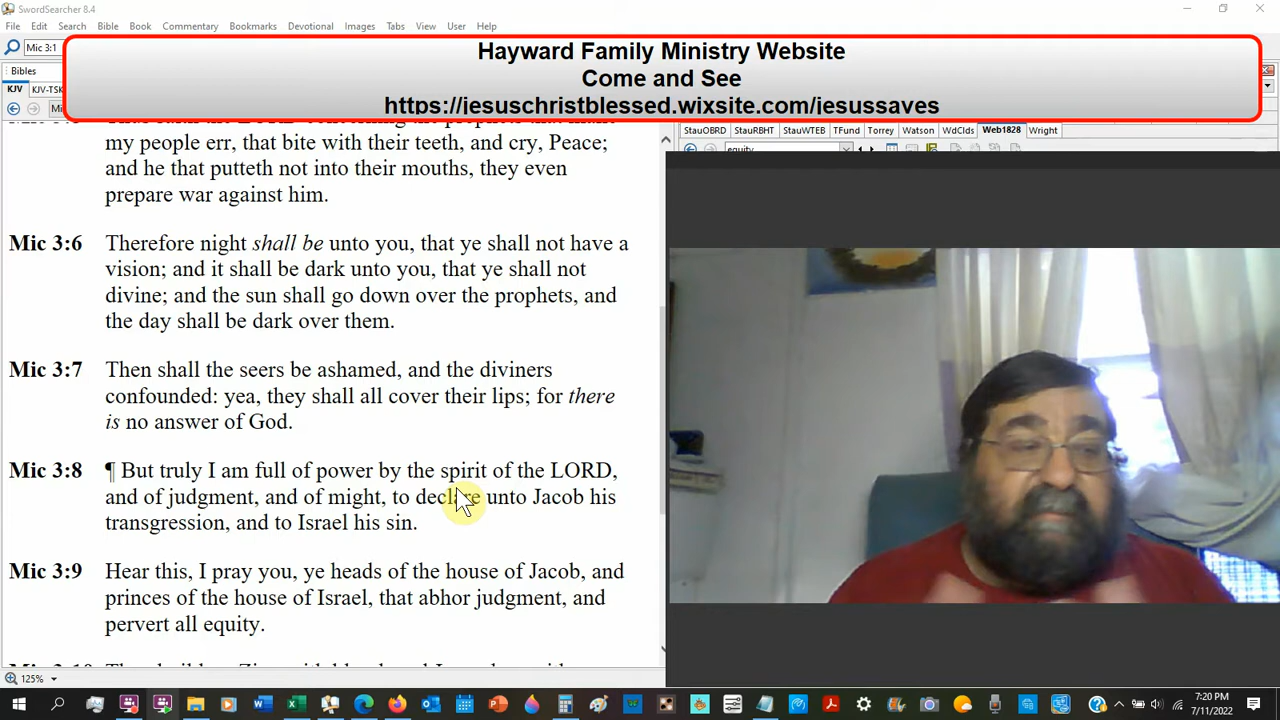 SwordSearcher 8.4
File Edit Search Bible Book Commentary Bookmarks Devotional Images Tabs View User Help
Mic 3:1
Hayward Family Ministry Website
Come and See
https://jesuschristblessed.wixsite.com/jesussaves
Bibles
KJV KJV-TSK
StauOBRD StauRBHT StauWTEB TFund Torrey Watson WdClds Web1828 Wright
equity
my people err, that bite with their teeth, and cry, Peace;
and he that putteth not into their mouths, they even
prepare war against him.
Mic 3:6 Therefore night shall be unto you, that ye shall not have a
vision; and it shall be dark unto you, that ye shall not
divine; and the sun shall go down over the prophets, and
the day shall be dark over them.
Mic 3:7 Then shall the seers be ashamed, and the diviners
confounded: yea, they shall all cover their lips; for there
is no answer of God.
Mic 3:8 ¶ But truly I am full of power by the spirit of the LORD,
and of judgment, and of might, to declare unto Jacob his
transgression, and to Israel his sin.
Mic 3:9 Hear this, I pray you, ye heads of the house of Jacob, and
princes of the house of Israel, that abhor judgment, and
pervert all equity.
125%
7:20 PM
7/11/2022